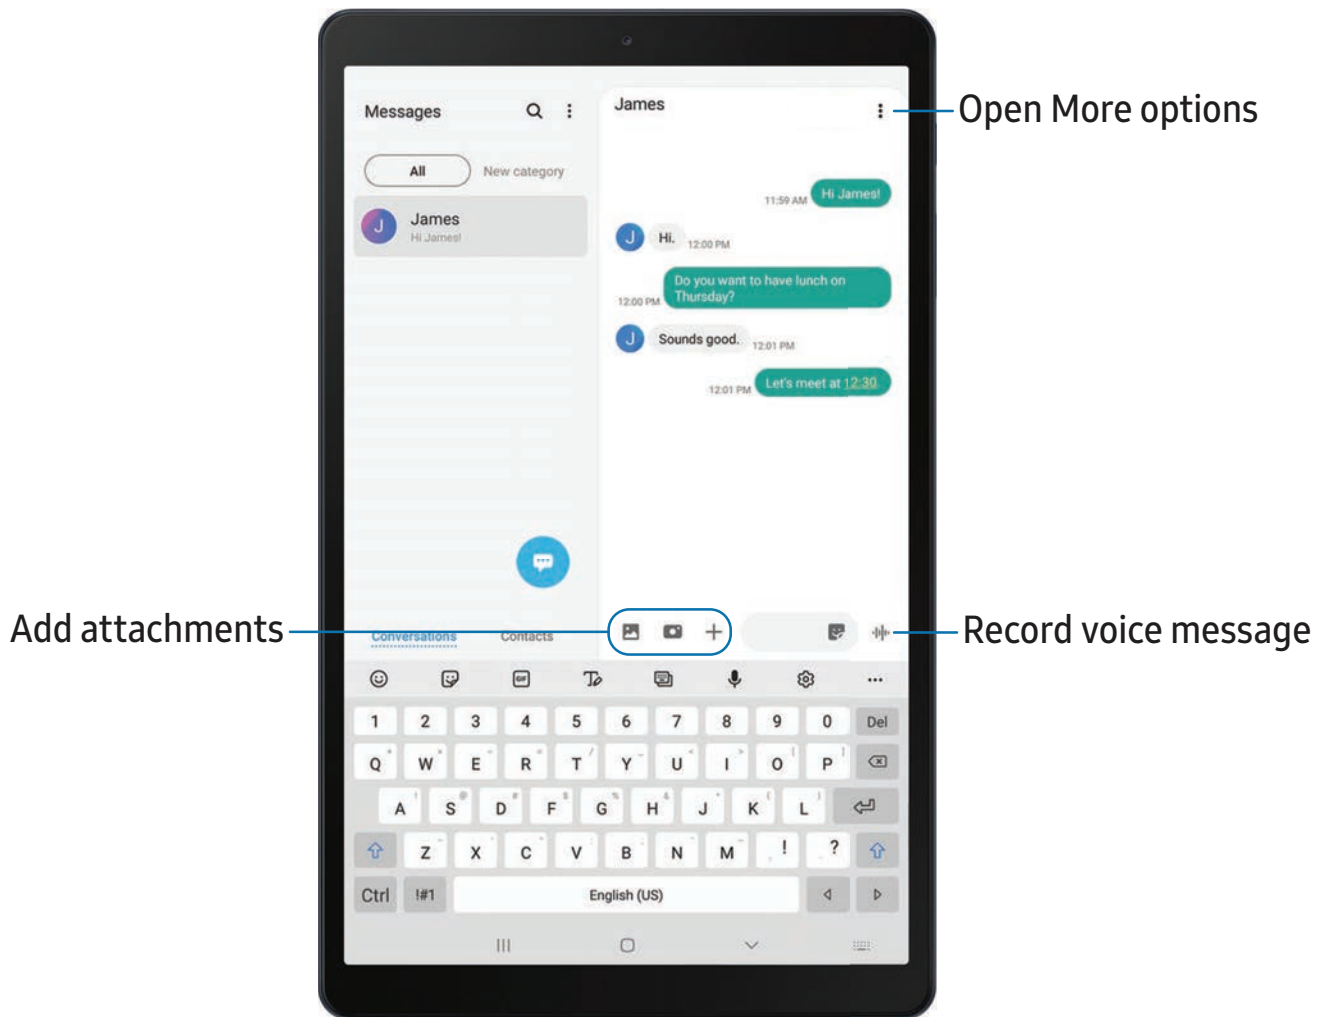 Messages
James
Open More options
All
New category
11:59 AM
Hi James!
J
James
Hi James!
J
Hi.
12:00 PM
Do you want to have lunch on
Thursday?
12:00 PM
J
Sounds good.
12:01 PM
12:01 PM
Let's meet at 12:30
Add attachments
Conversations
Contacts
Record voice message
GIF
T
1 2 3 4 5 6 7 8 9 0 Del
Q W E R T Y U I O P
A S D F G H J K L
Z X C V B N M , ! . ?
Ctrl !#1 English (US)